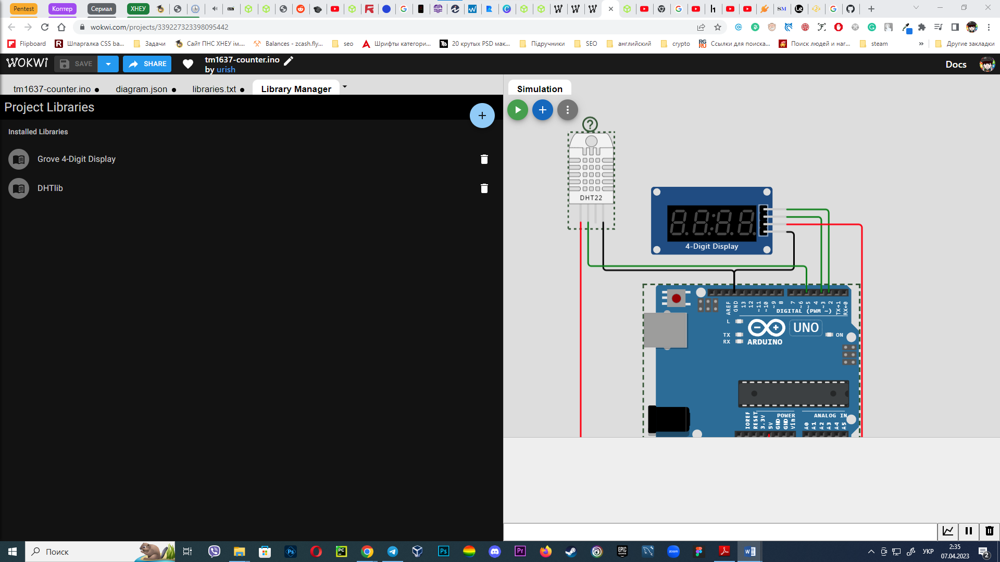 Pentest
Коптер
Сериал
ХНЕУ
wokwi.com/projects/339227323398095442
Flipboard
Шпаргалка CSS ba...
Задачи
Сайт ПНС ХНЕУ ім....
Balances - zcash.fly...
seo
Шрифты категори...
20 крутых PSD мак...
Підручники
SEO
английский
crypto
Ссылки для поиска...
Поиск людей и наг...
steam
»
Другие закладки
WOKWI
SAVE
SHARE
tm1637-counter.ino
by urish
Docs
tm1637-counter.ino
diagram.json
libraries.txt
Library Manager
Simulation
Project Libraries
Installed Libraries
Grove 4-Digit Display
DHTlib
?
DHT22
4-Digit Display
AREF
GND
13
12
~11
~10
~9
8
7
~6
~5
4
~3
2
TX→1
RX←0
DIGITAL (PWM ~)
L
TX
RX
ARDUINO
UNO
ON
POWER
ANALOG IN
IOREF
RESET
3.3V
5V
GND
GND
Vin
A0
A1
A2
A3
A4
A5
Поиск
УКР
2:35
07.04.2023
2